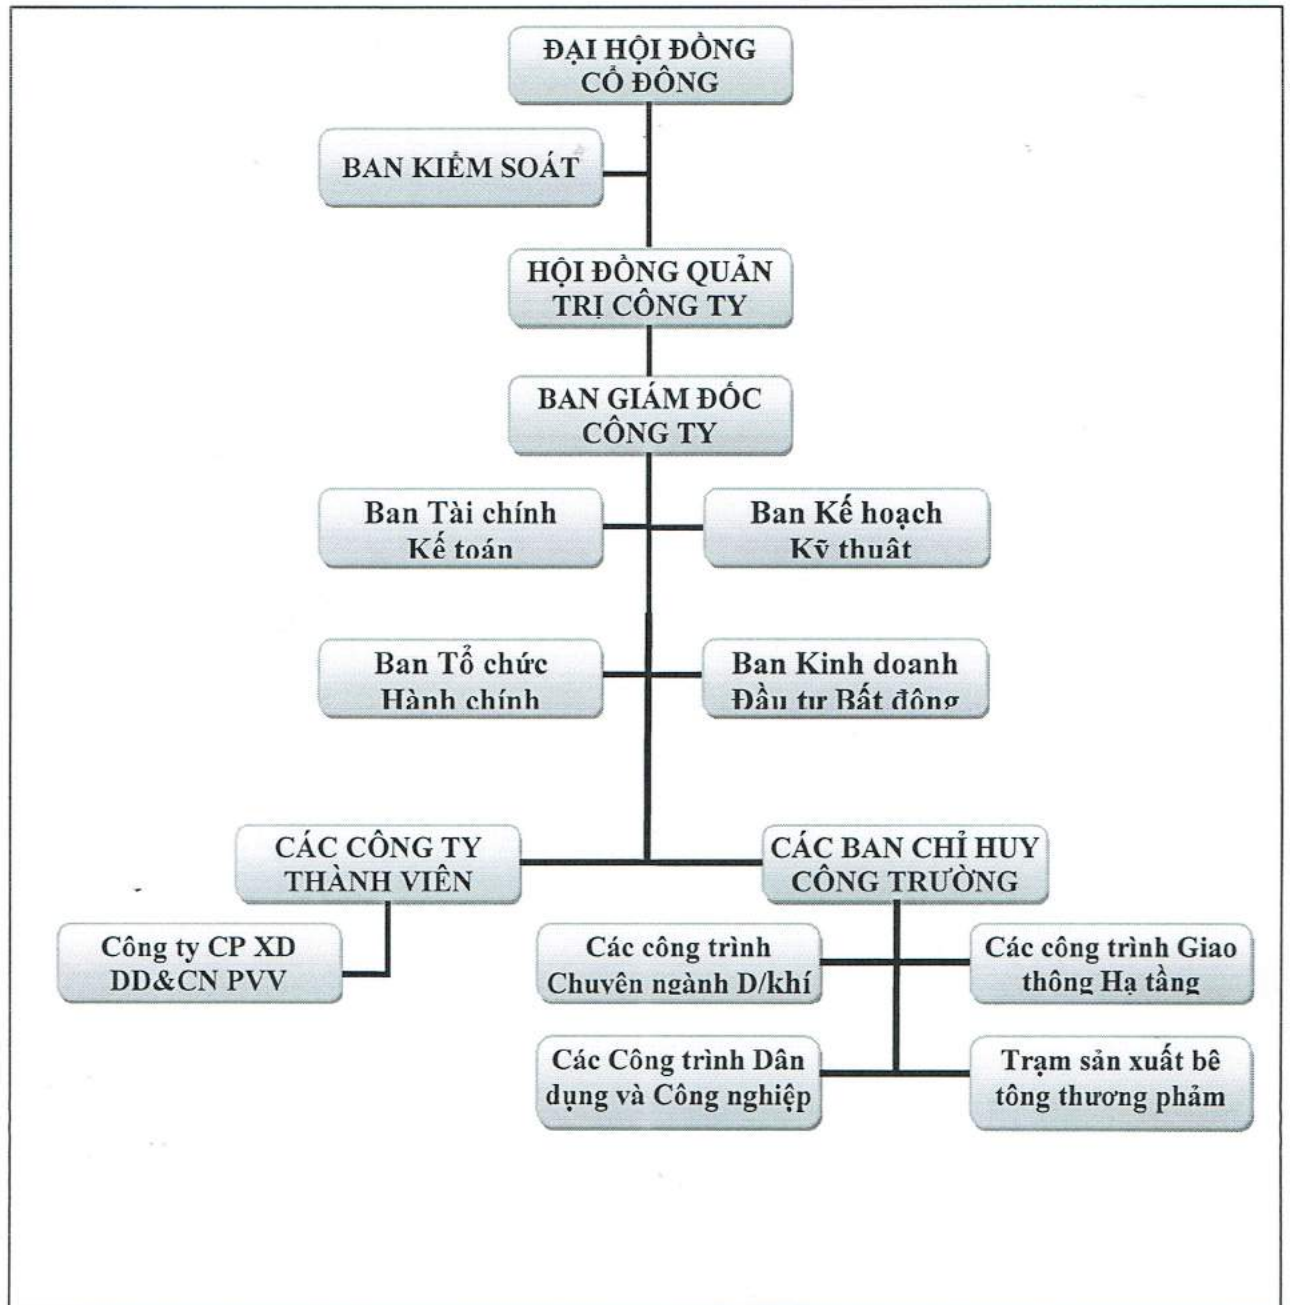 ĐẠI HỘI ĐỒNG
CỔ ĐÔNG
BAN KIỂM SOÁT
HỘI ĐỒNG QUẢN
TRỊ CÔNG TY
BAN GIÁM ĐỐC
CÔNG TY
Ban Tài chính
Kế toán
Ban Kế hoạch
Kỹ thuật
Ban Tổ chức
Hành chính
Ban Kinh doanh
Đầu tư Bất động
CÁC CÔNG TY
THÀNH VIÊN
CÁC BAN CHỈ HUY
CÔNG TRƯỜNG
Công ty CP XD
DD&CN PVV
Các công trình
Chuyên ngành D/khí
Các công trình Giao
thông Hạ tầng
Các Công trình Dân
dụng và Công nghiệp
Trạm sản xuất bê
tông thương phẩm